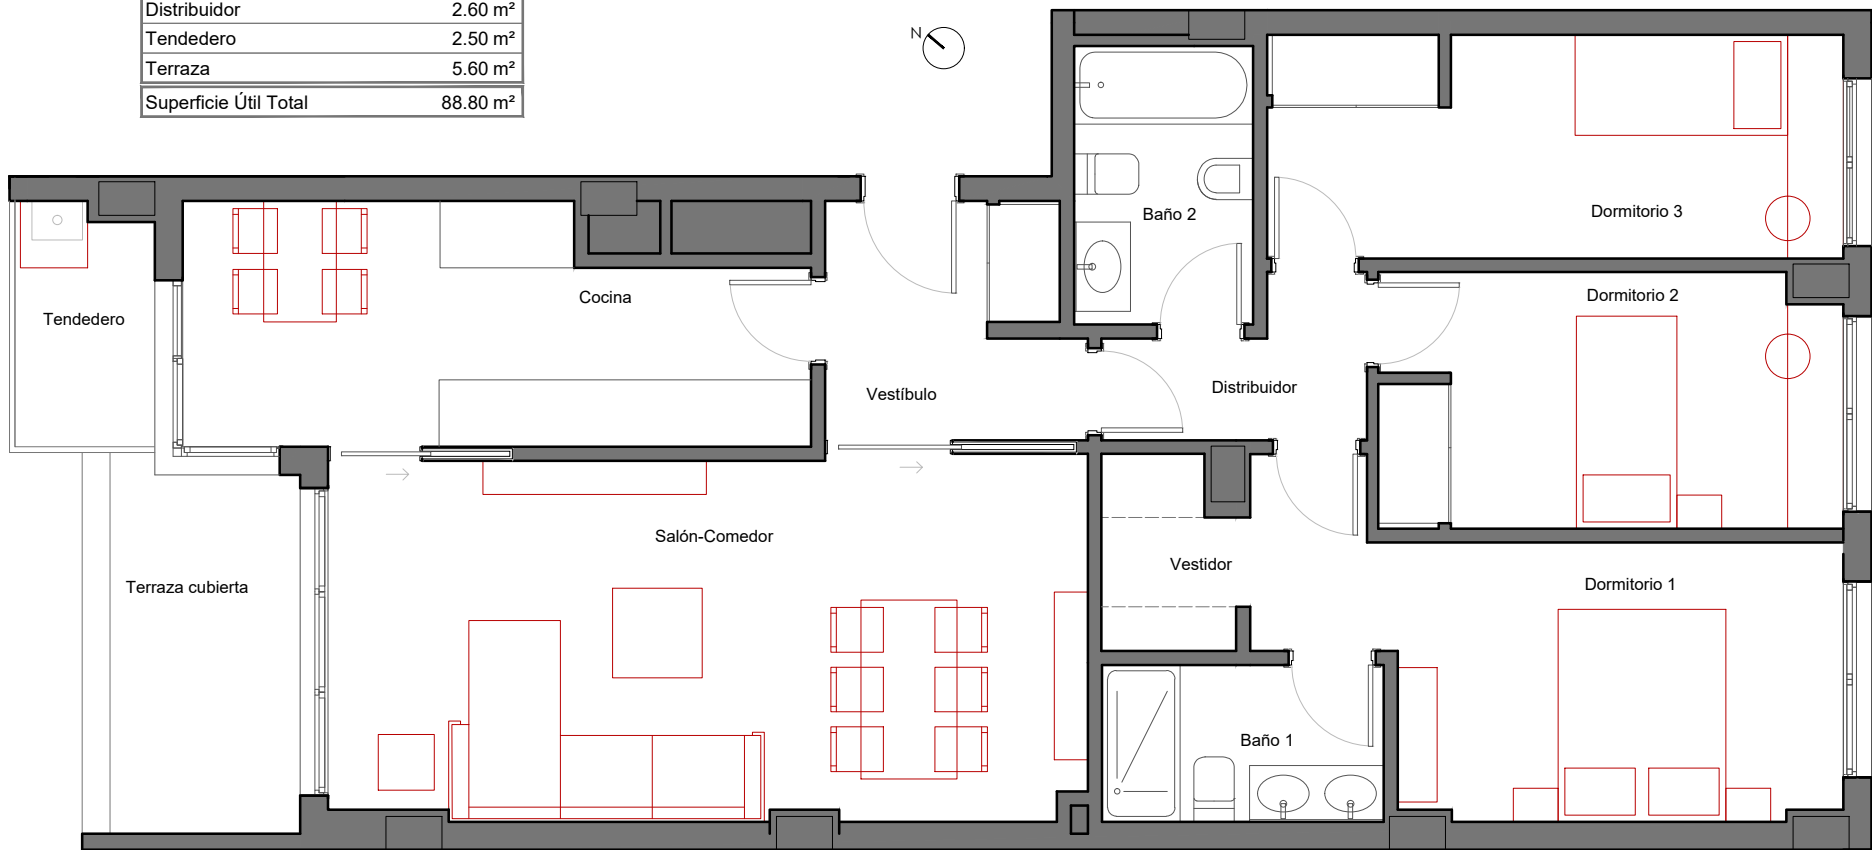 Distribuidor 2.60 m²
Tendedero 2.50 m²
Terraza 5.60 m²
Superficie Útil Total 88.80 m²
N
Baño 2
Dormitorio 3
Cocina
Dormitorio 2
Tendedero
Vestíbulo
Distribuidor
Salón-Comedor
Vestidor
Dormitorio 1
Terraza cubierta
Baño 1